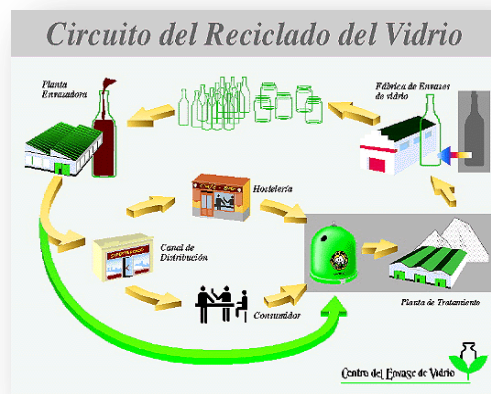 Circuito del Reciclado del Vidrio
Planta
Envasadora
Fábrica de Envases
de vidrio
Hostelería
Canal de
Distribución
Consumidor
Planta de Tratamiento
Centro del Envase de Vidrio